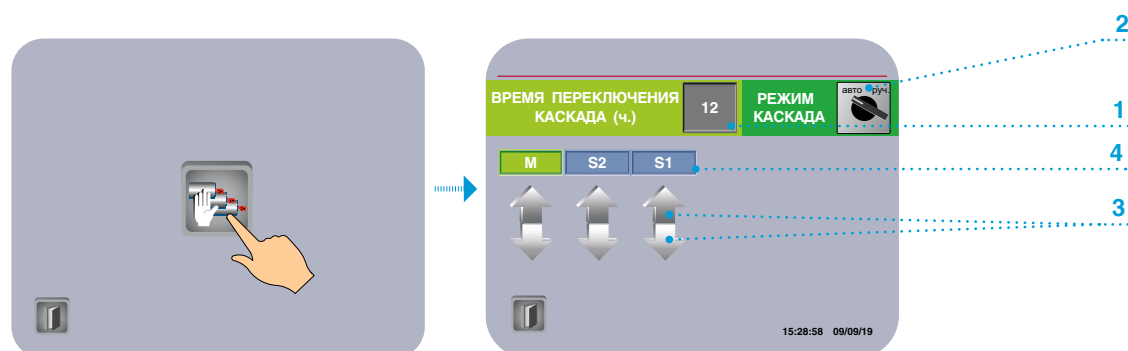 2
ВРЕМЯ ПЕРЕКЛЮЧЕНИЯ
КАСКАДА (ч.)
12
РЕЖИМ
КАСКАДА
авто руч.
1
M S2 S1
4
3
15:28:58 09/09/19